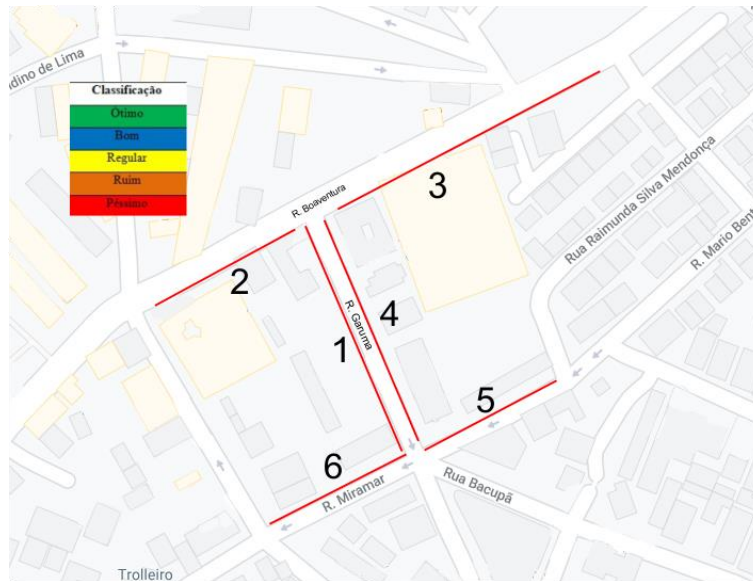 dino de Lima
Classificação
Ótimo
Bom
Regular
Ruim
Péssimo
R. Boaventura
3
Rua Raimunda Silva Mendonça
R. Mario Bent
2
R. Garuma
4
1
5
6
R. Miramar
Rua Bacupã
Trolleiro